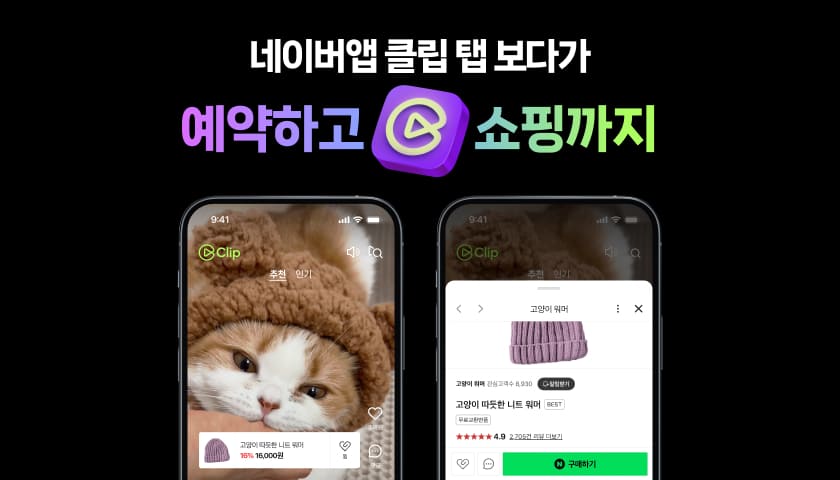 네이버앱 클립 탭 보다가
예약하고 쇼핑까지
9:41
Clip
추천 인기
고양이 따듯한 니트 워머
16% 16,000원
찜
9:41
Clip
추천 인기
고양이 워머
고양이 워머 관심고객수 8,930 알림받기
고양이 따듯한 니트 워머 BEST
무료교환반품
★★★★★ 4.9 2,705건 리뷰 더보기
N 구매하기